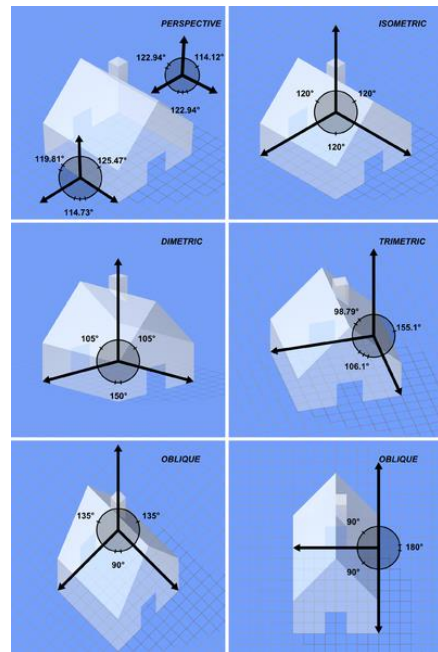 PERSPECTIVE
122.94° 114.12°
122.94°
119.81° 125.47°
114.73°
ISOMETRIC
120° 120°
120°
DIMETRIC
105° 105°
150°
TRIMETRIC
98.79° 155.1°
106.1°
OBLIQUE
135° 135°
90°
OBLIQUE
90°
180°
90°